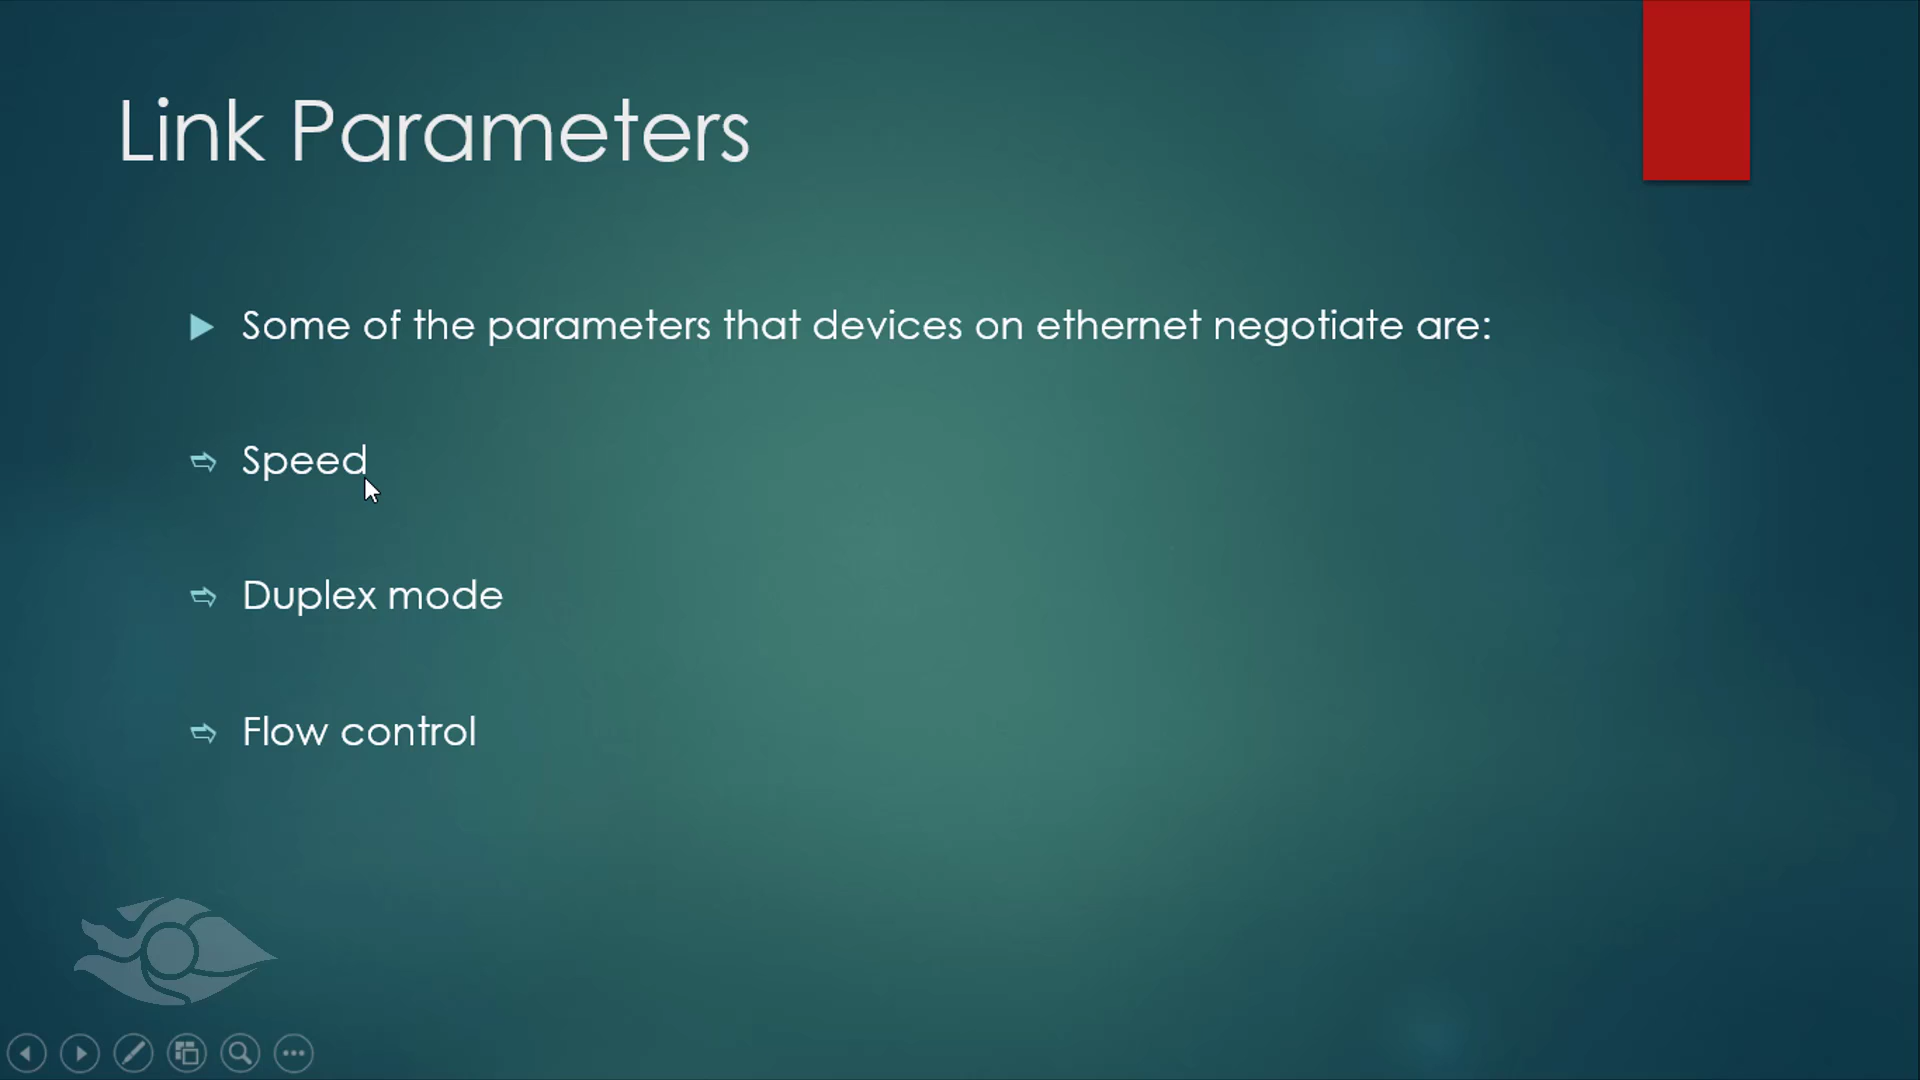 Link Parameters
Some of the parameters that devices on ethernet negotiate are:
Speed
Duplex mode
Flow control